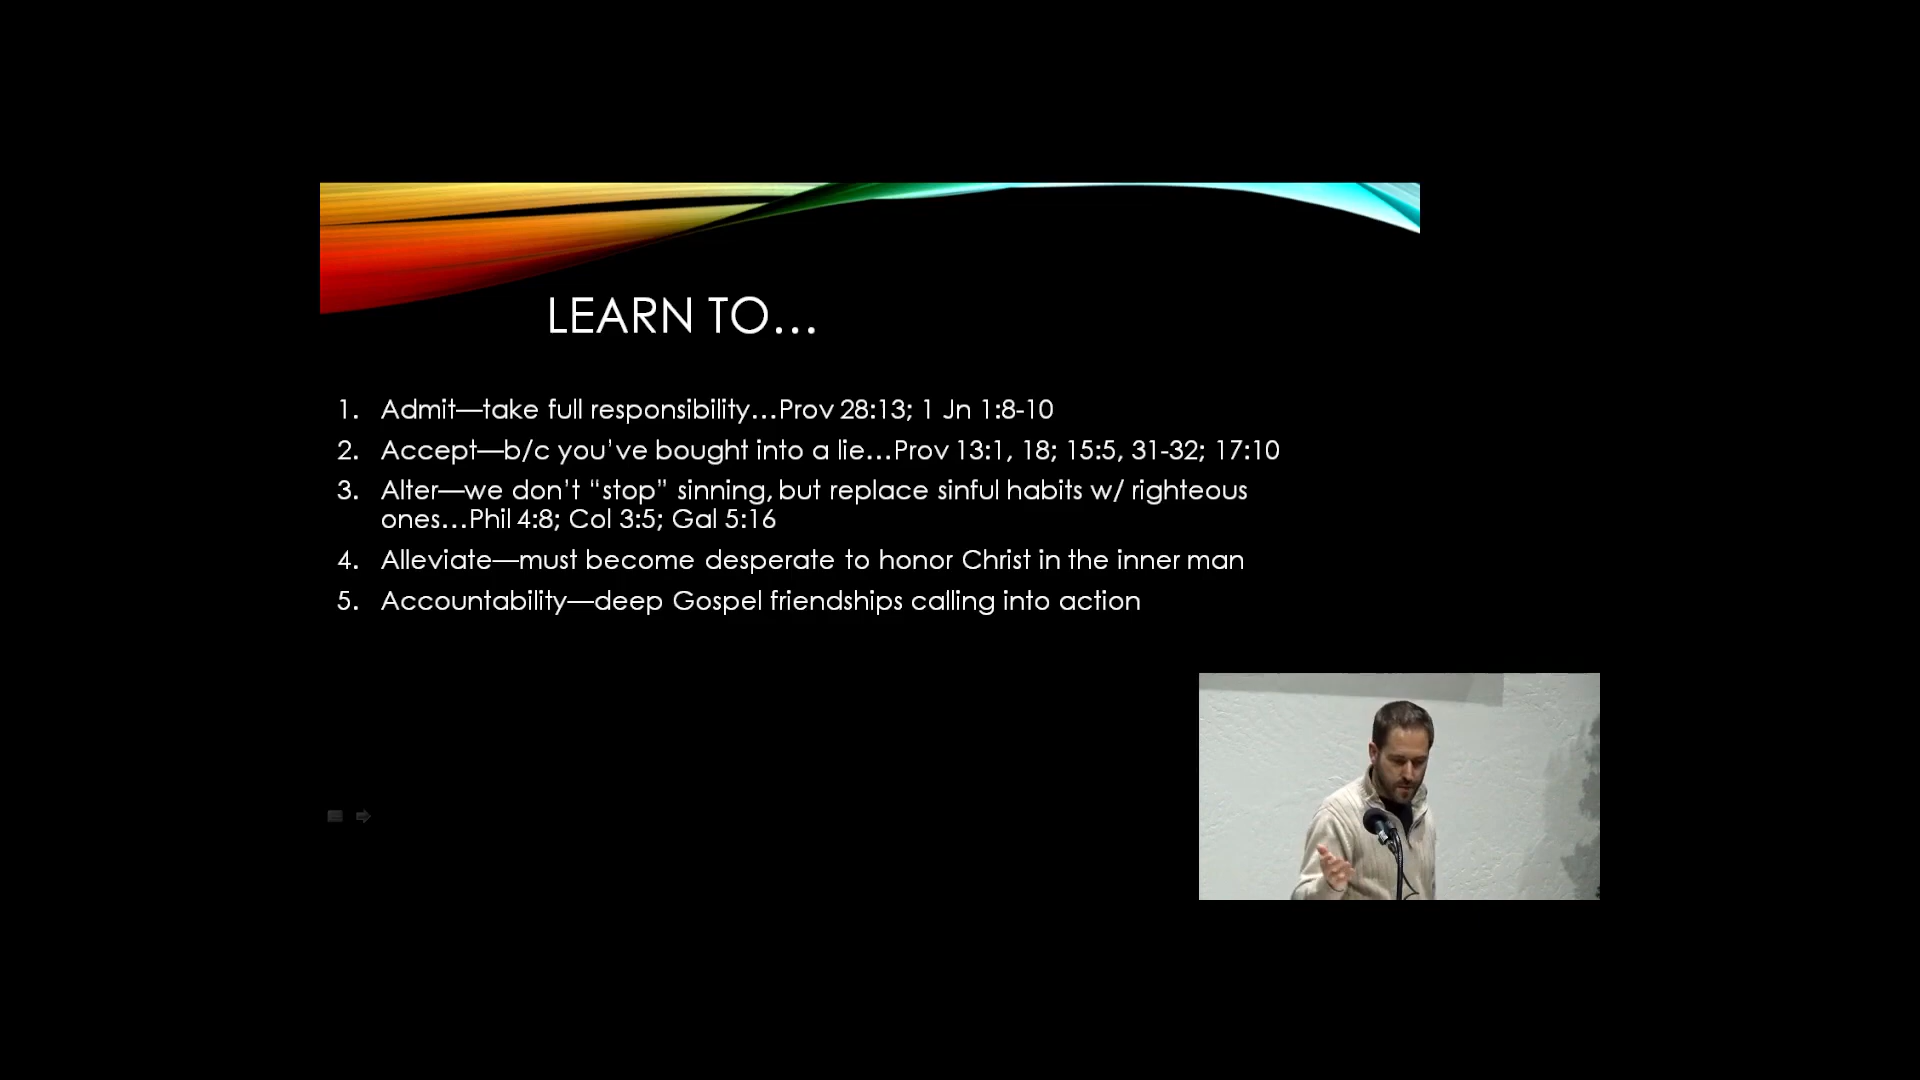 LEARN TO…
1. Admit—take full responsibility…Prov 28:13; 1 Jn 1:8-10
2. Accept—b/c you’ve bought into a lie…Prov 13:1, 18; 15:5, 31-32; 17:10
3. Alter—we don’t “stop” sinning, but replace sinful habits w/ righteous
ones…Phil 4:8; Col 3:5; Gal 5:16
4. Alleviate—must become desperate to honor Christ in the inner man
5. Accountability—deep Gospel friendships calling into action